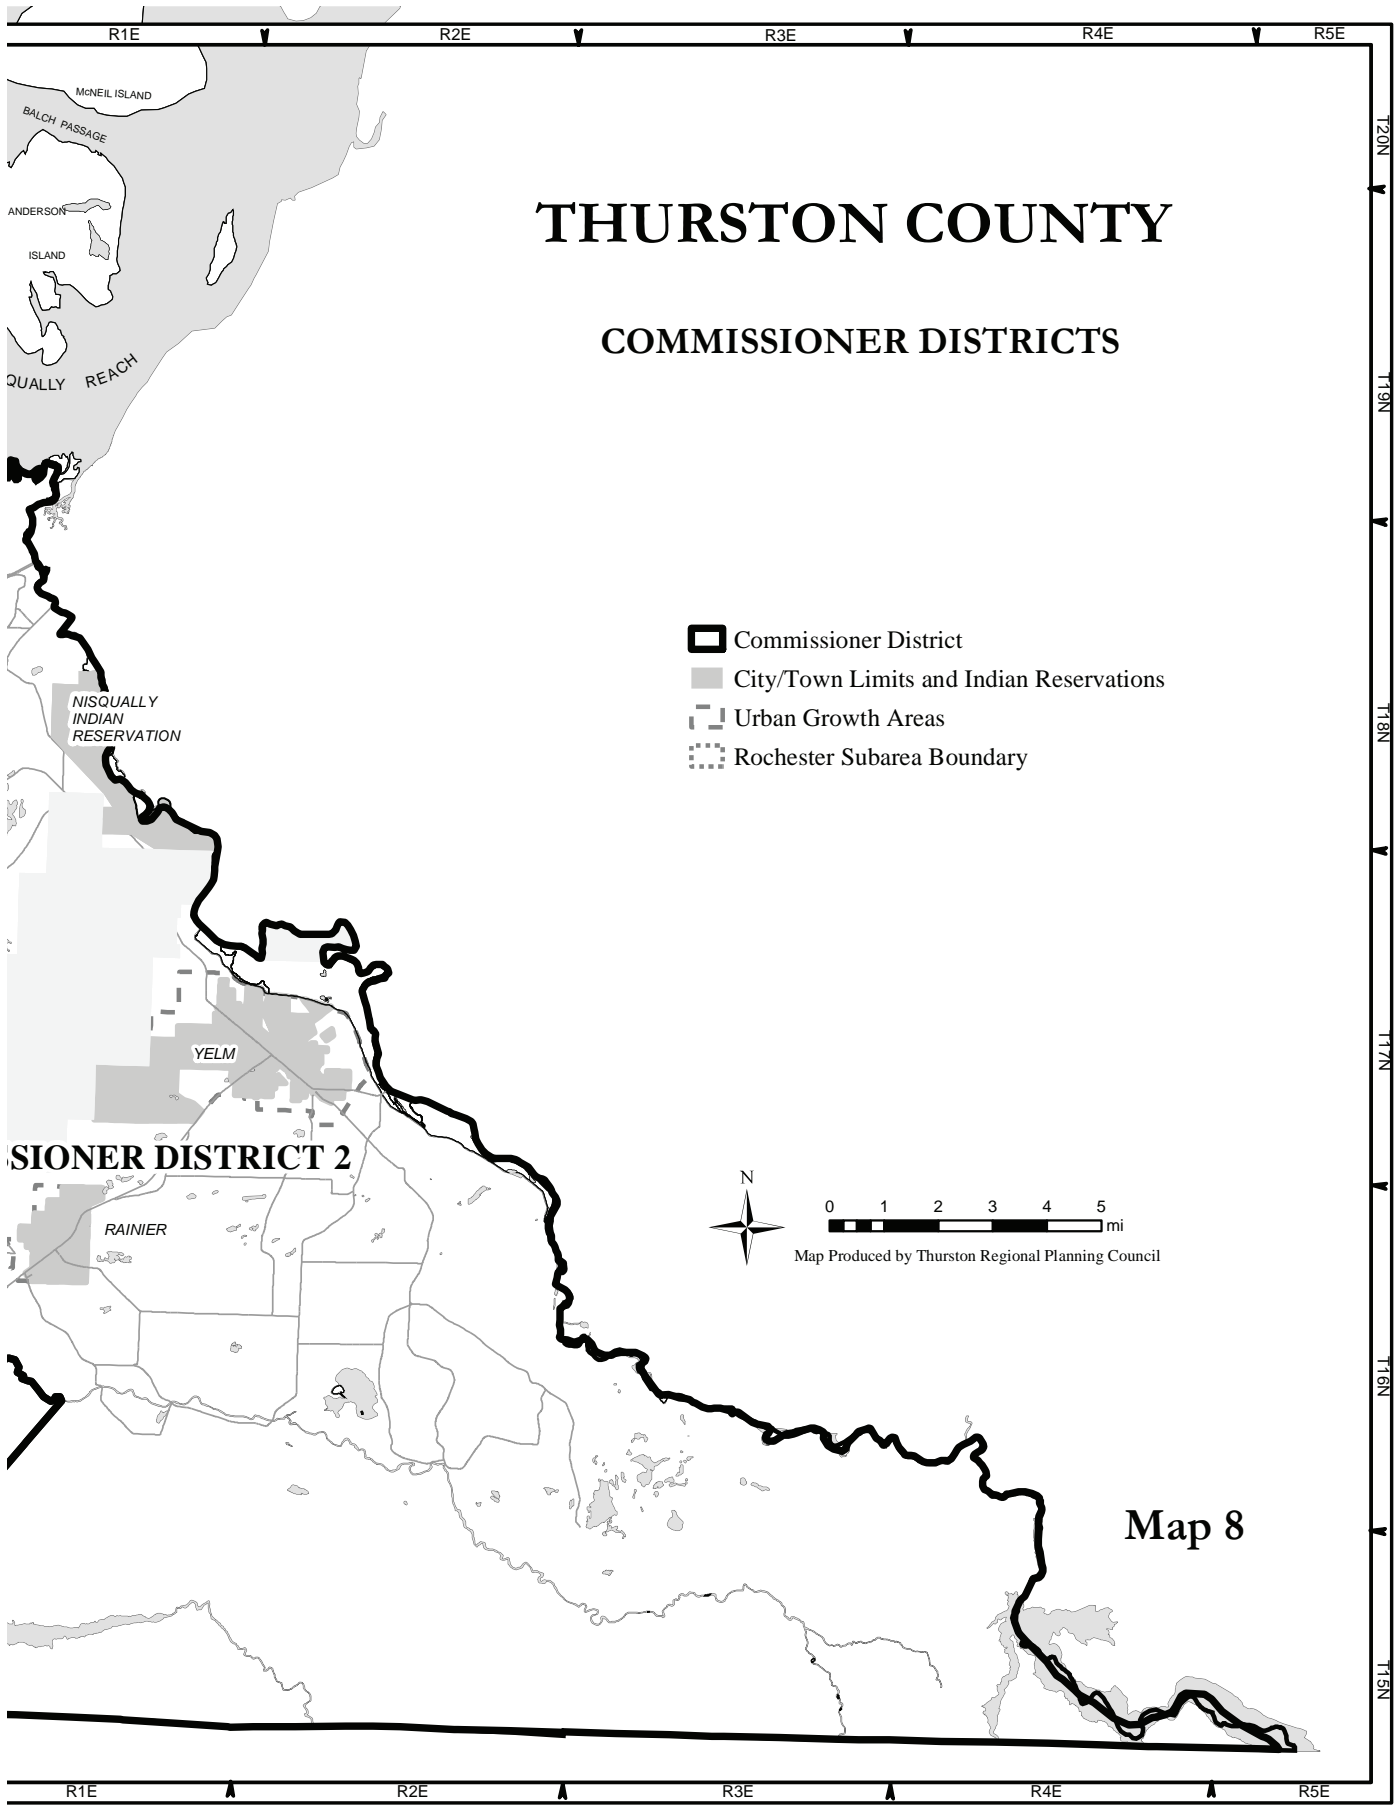 R1E
R2E
R3E
R4E
R5E
McNEIL ISLAND
BALCH PASSAGE
T20N
ANDERSON
ISLAND
THURSTON COUNTY
COMMISSIONER DISTRICTS
QUALLY REACH
T19N
Commissioner District
City/Town Limits and Indian Reservations
Urban Growth Areas
Rochester Subarea Boundary
NISQUALLY
INDIAN
RESERVATION
T18N
YELM
T17N
SSIONER DISTRICT 2
N
0 1 2 3 4 5
mi
Map Produced by Thurston Regional Planning Council
RAINIER
T16N
Map 8
T15N
R1E
R2E
R3E
R4E
R5E